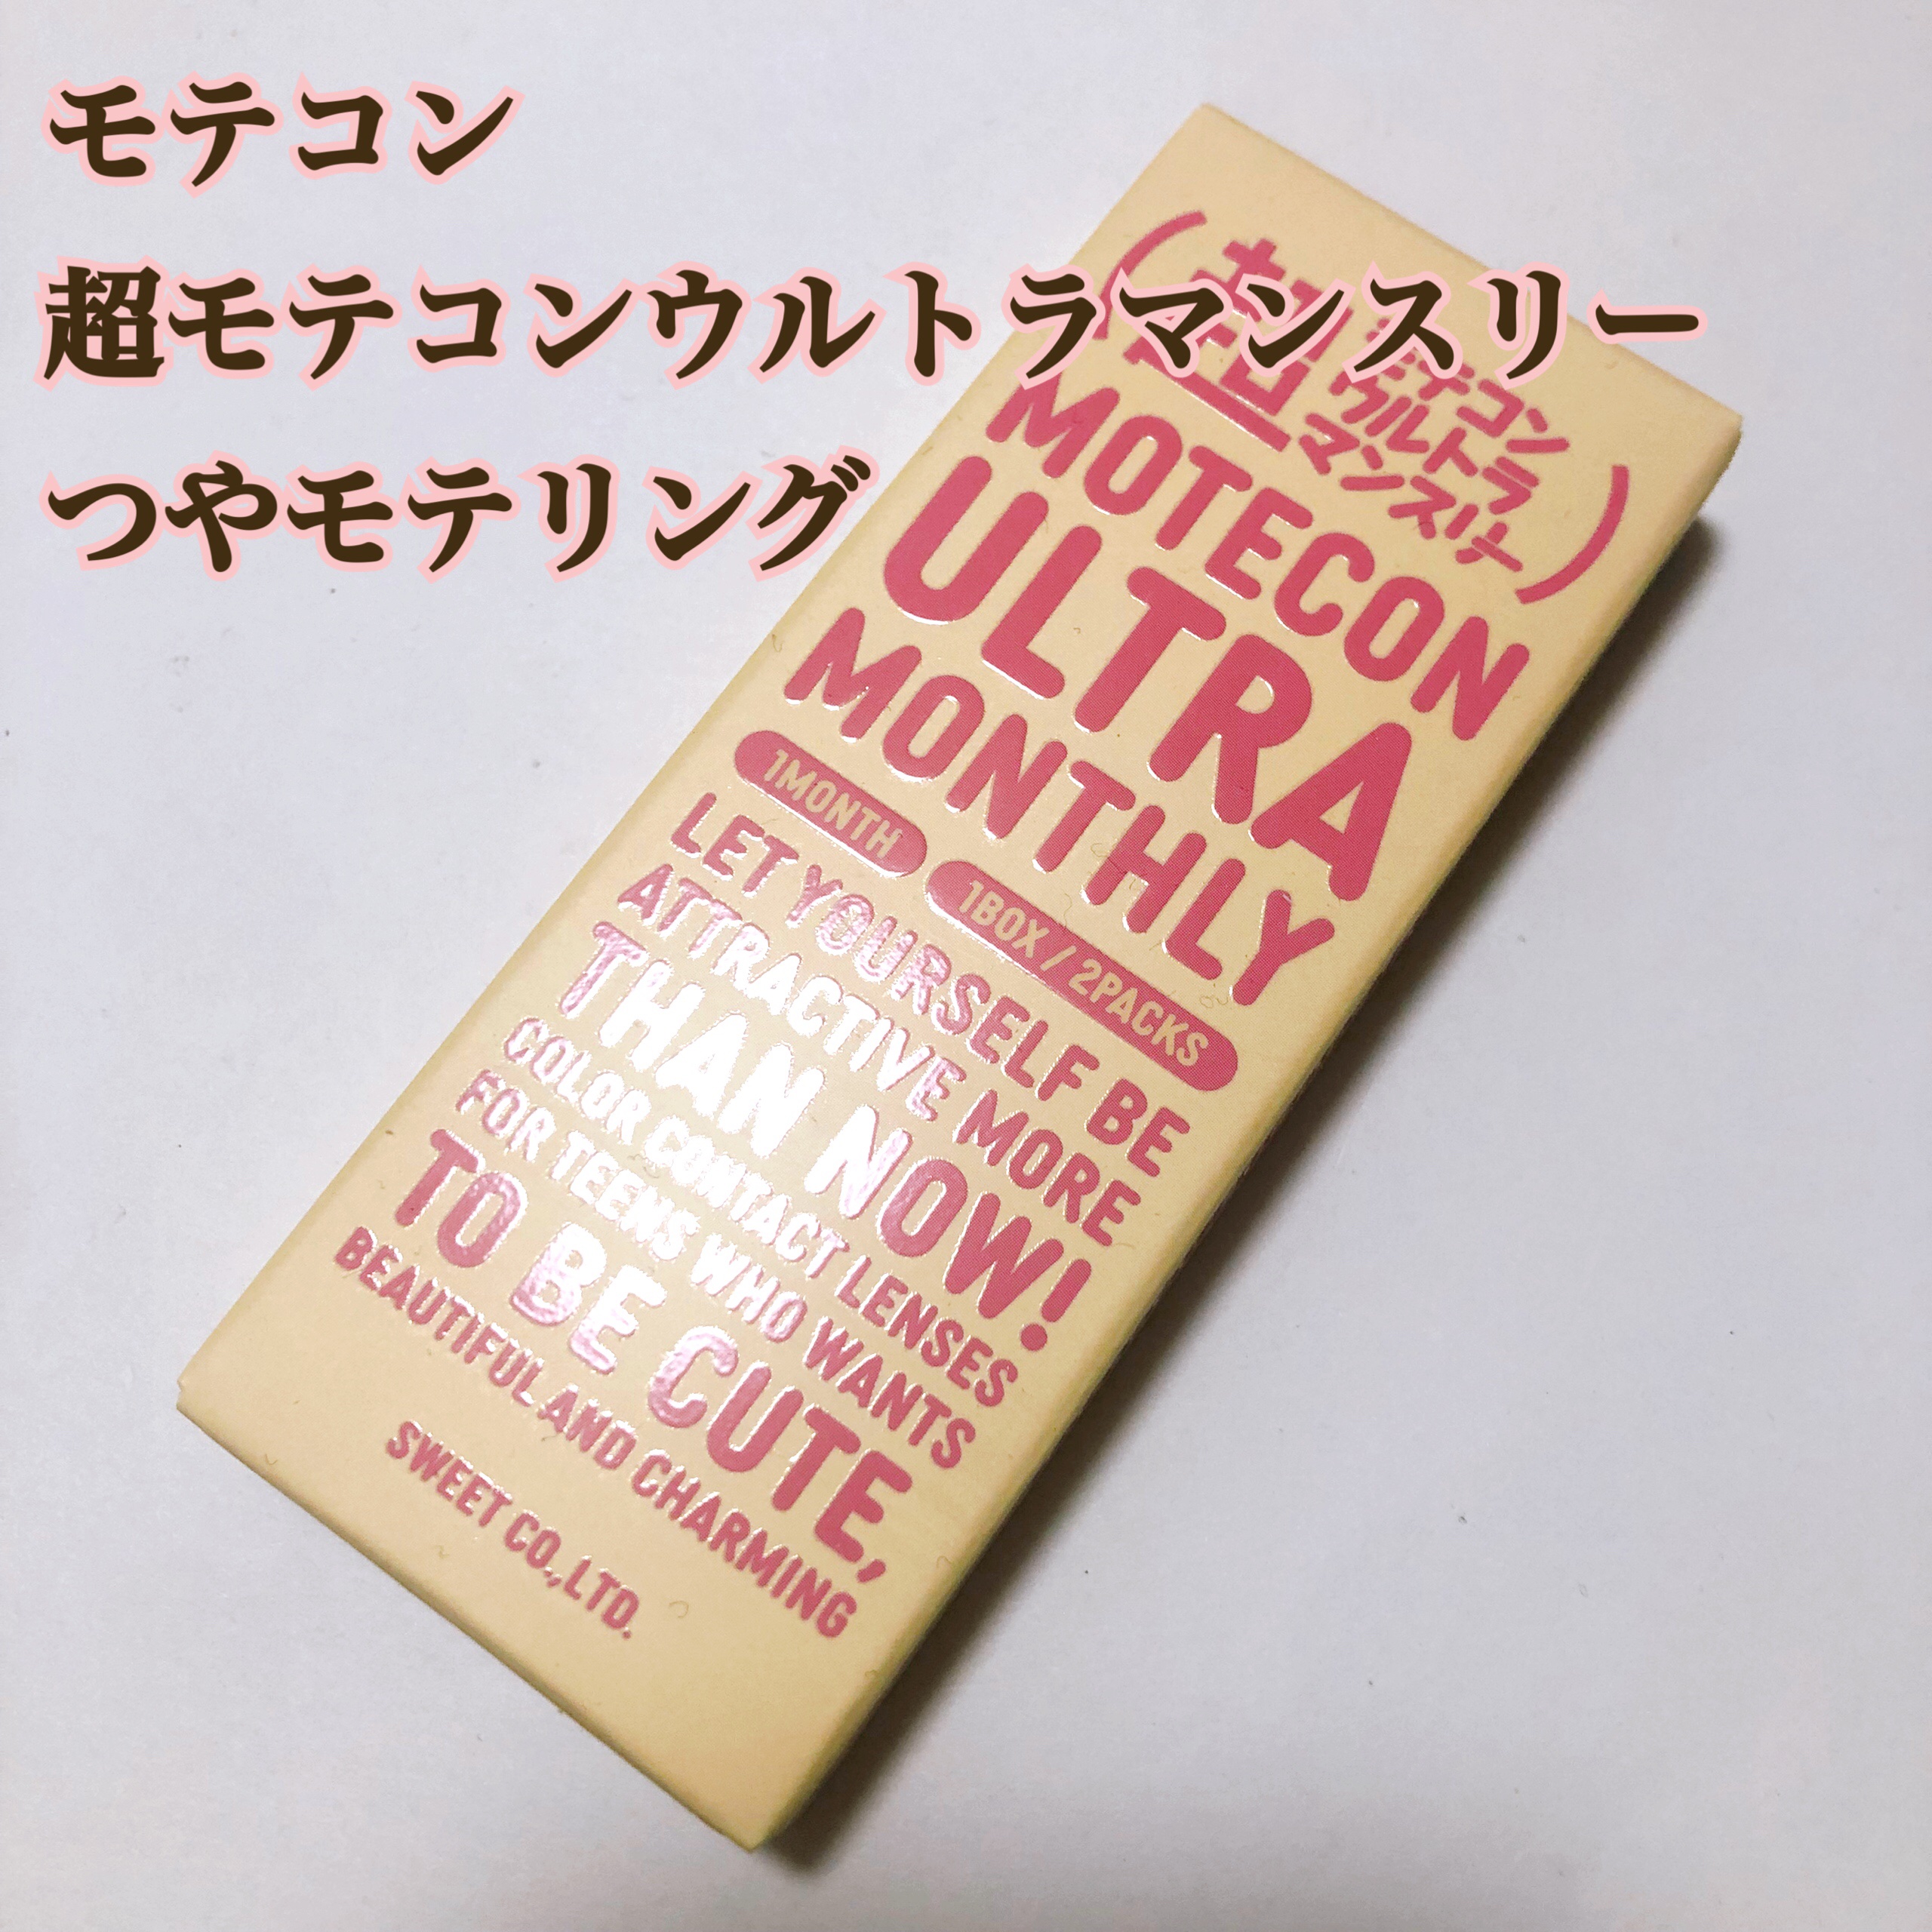 モテコン
超モテコンウルトラマンスリー
つやモテリング
(超モテコン
ウルトラ
マンスリー)
MOTECON
ULTRA
MONTHLY
1MONTH
1BOX / 2PACKS
LET YOURSELF BE
ATTRACTIVE MORE
THAN NOW!
COLOR CONTACT LENSES
FOR TEENS WHO WANTS
TO BE CUTE,
BEAUTIFUL AND CHARMING
SWEET CO.,LTD.